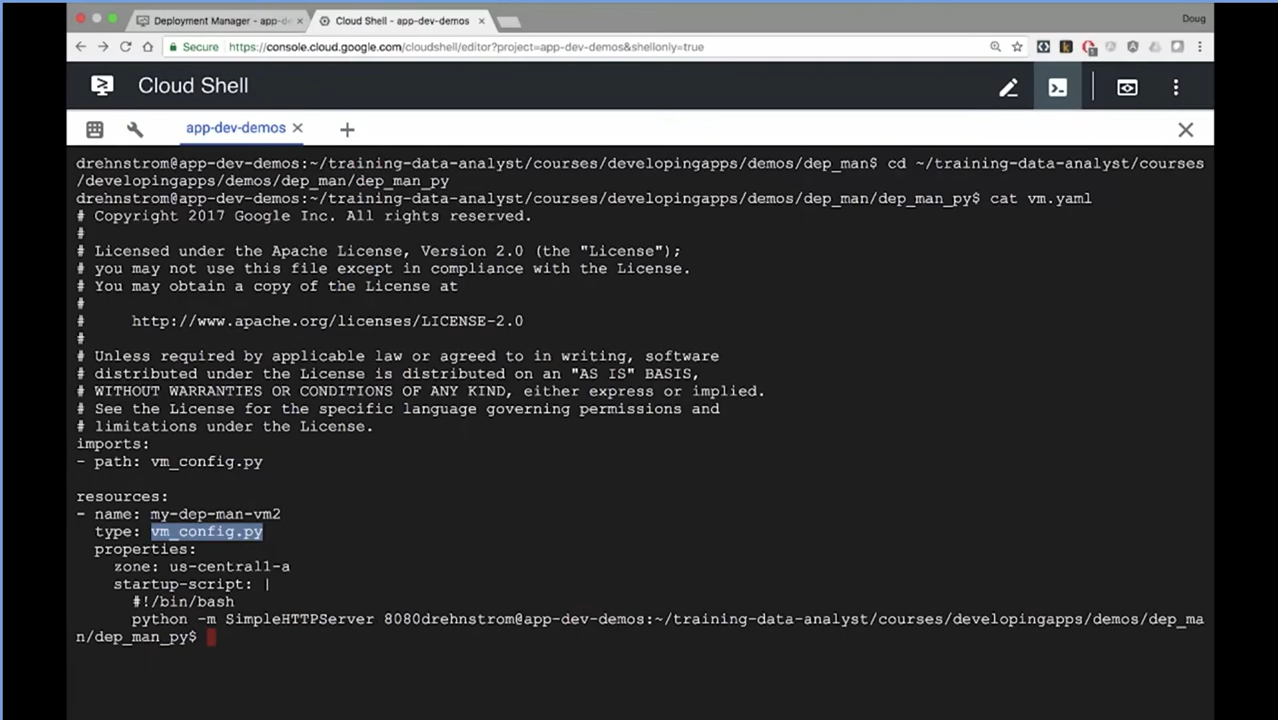 Deployment Manager - app-de
Cloud Shell - app-dev-demos
Doug
Secure https://console.cloud.google.com/cloudshell/editor?project=app-dev-demos&shellonly=true
Cloud Shell
app-dev-demos
drehnstrom@app-dev-demos:~/training-data-analyst/courses/developingapps/demos/dep_man$ cd ~/training-data-analyst/courses
/developingapps/demos/dep_man/dep_man_py
drehnstrom@app-dev-demos:~/training-data-analyst/courses/developingapps/demos/dep_man/dep_man_py$ cat vm.yaml
# Copyright 2017 Google Inc. All rights reserved.
#
# Licensed under the Apache License, Version 2.0 (the "License");
# you may not use this file except in compliance with the License.
# You may obtain a copy of the License at
#
#     http://www.apache.org/licenses/LICENSE-2.0
#
# Unless required by applicable law or agreed to in writing, software
# distributed under the License is distributed on an "AS IS" BASIS,
# WITHOUT WARRANTIES OR CONDITIONS OF ANY KIND, either express or implied.
# See the License for the specific language governing permissions and
# limitations under the License.
imports:
- path: vm_config.py
resources:
- name: my-dep-man-vm2
  type: vm_config.py
  properties:
    zone: us-central1-a
    startup-script: |
      #!/bin/bash
      python -m SimpleHTTPServer 8080drehnstrom@app-dev-demos:~/training-data-analyst/courses/developingapps/demos/dep_ma
n/dep_man_py$